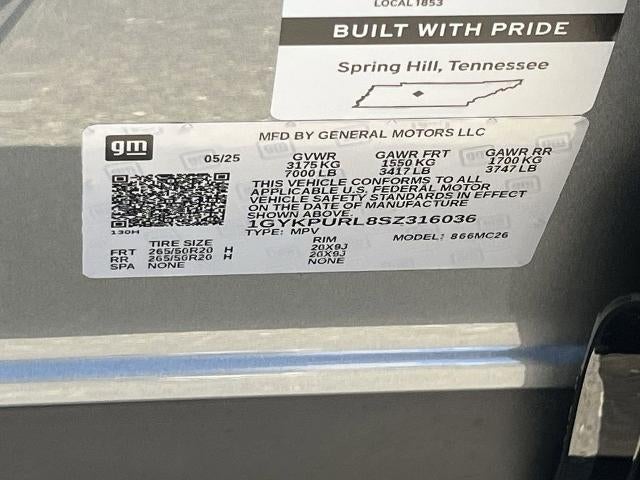 LOCAL 1853
BUILT WITH PRIDE
Spring Hill, Tennessee
gm
MFD BY GENERAL MOTORS LLC
05/25
GVWR
3175 KG
7000 LB
GAWR FRT
1550 KG
3417 LB
GAWR RR
1700 KG
3747 LB
THIS VEHICLE CONFORMS TO ALL
APPLICABLE U.S. FEDERAL MOTOR
VEHICLE SAFETY STANDARDS IN EFFECT
ON THE DATE OF MANUFACTURE
SHOWN ABOVE.
1GYKPURL8SZ316036
TYPE: MPV
MODEL: 866MC26
130H
TIRE SIZE
RIM
FRT 265/50R20 H 20X9J
RR 265/50R20 H 20X9J
SPA NONE NONE